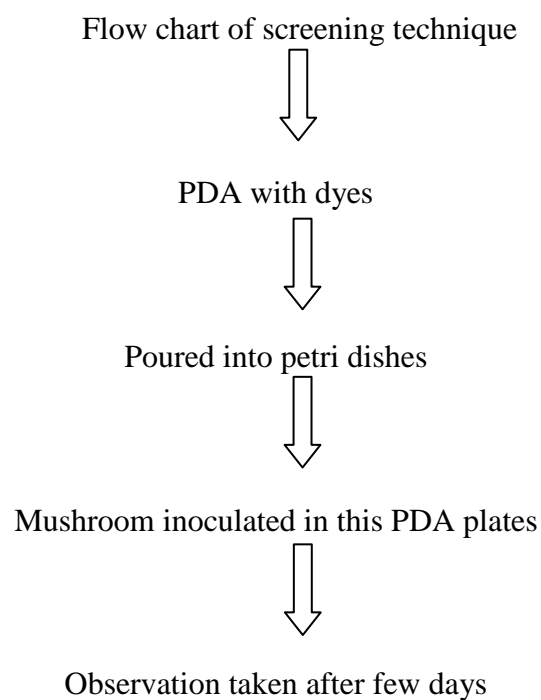 Flow chart of screening technique
PDA with dyes
Poured into petri dishes
Mushroom inoculated in this PDA plates
Observation taken after few days